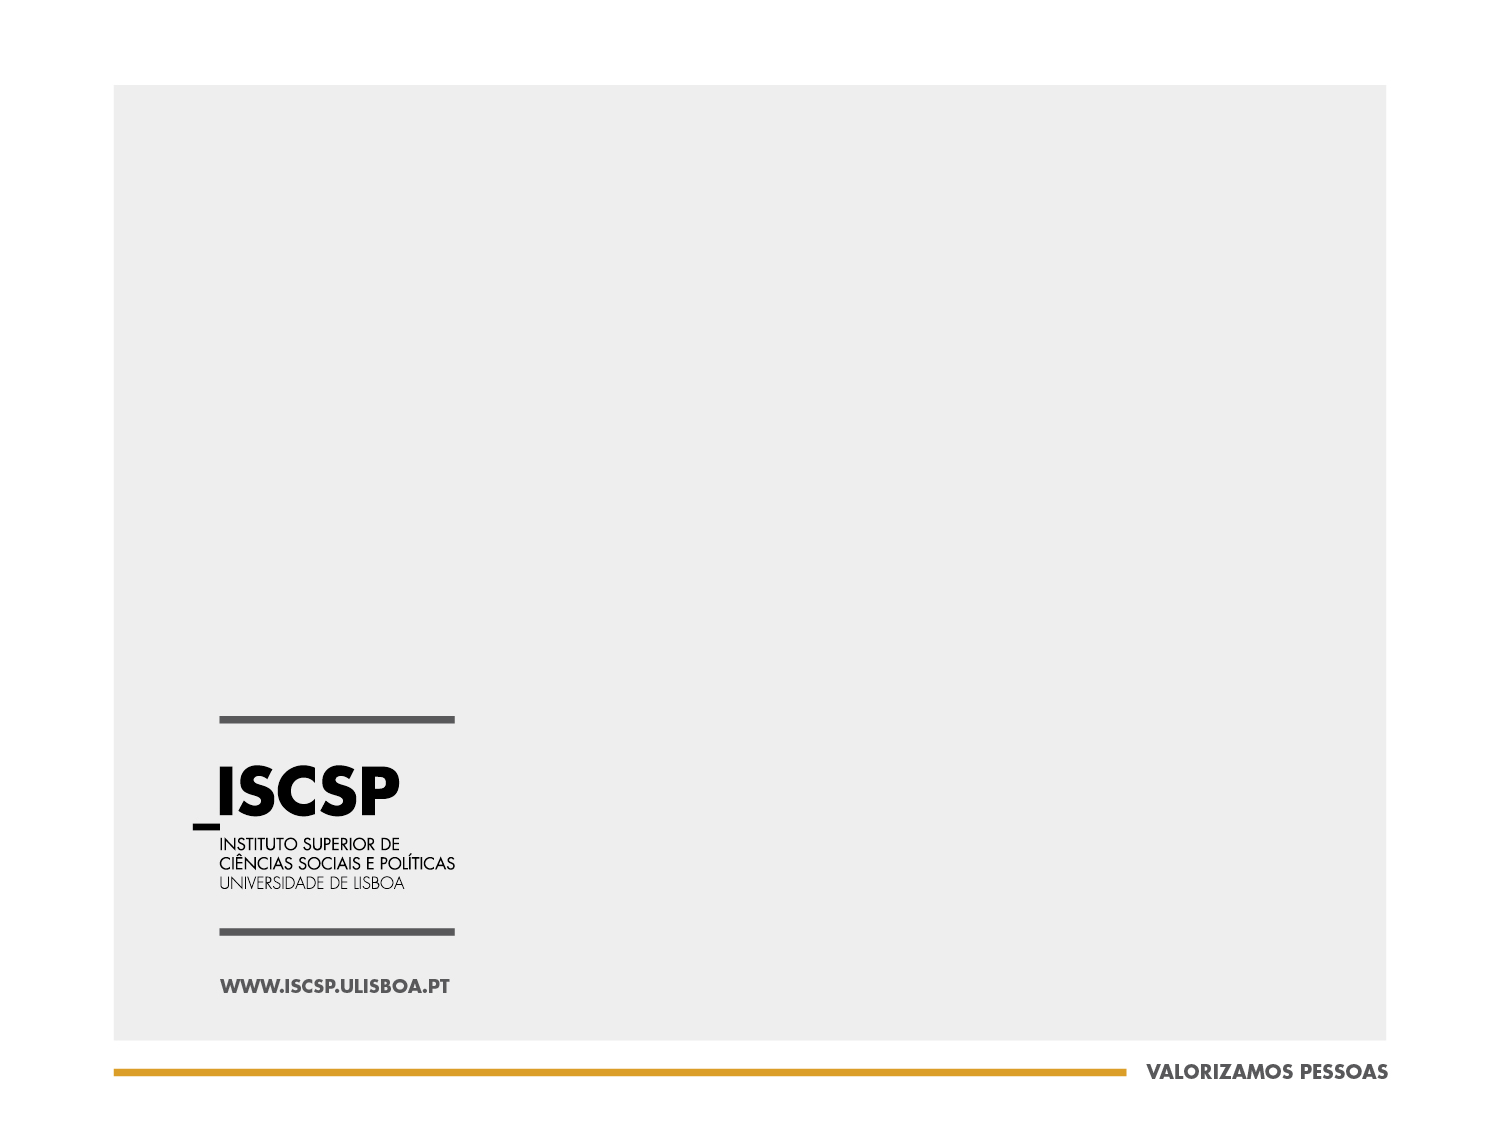 _ISCSP
INSTITUTO SUPERIOR DE
CIÊNCIAS SOCIAIS E POLÍTICAS
UNIVERSIDADE DE LISBOA
WWW.ISCSP.ULISBOA.PT
VALORIZAMOS PESSOAS